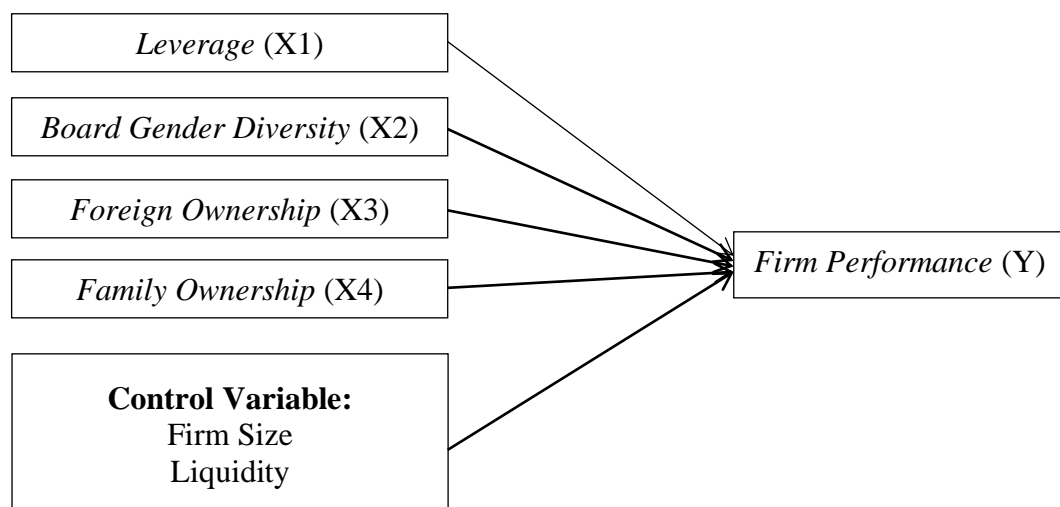 Leverage (X1)
Board Gender Diversity (X2)
Foreign Ownership (X3)
Family Ownership (X4)
Firm Performance (Y)
Control Variable:
Firm Size
Liquidity